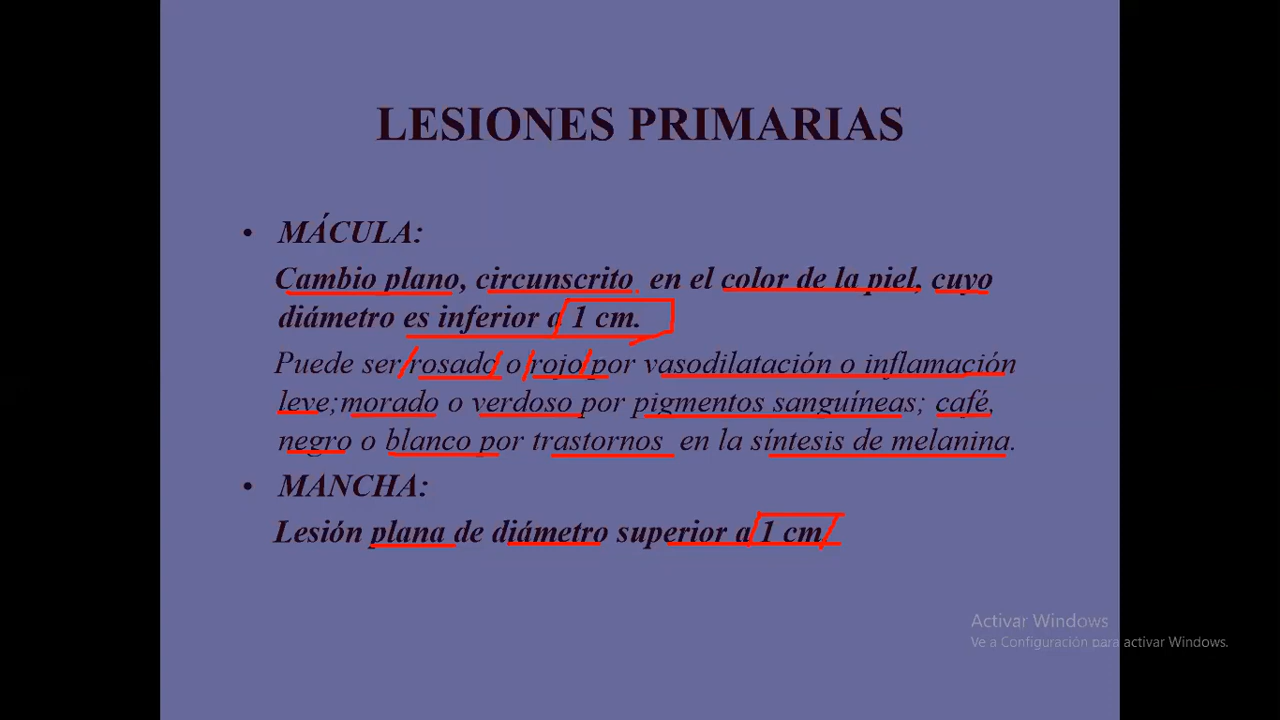 LESIONES PRIMARIAS
• MÁCULA:
Cambio plano, circunscrito en el color de la piel, cuyo
diámetro es inferior a 1 cm.
Puede ser rosado o rojo por vasodilatación o inflamación
leve;morado o verdoso por pigmentos sanguíneas; café,
negro o blanco por trastornos en la síntesis de melanina.
• MANCHA:
Lesión plana de diámetro superior a 1 cm.
Activar Windows
Ve a Configuración para activar Windows.